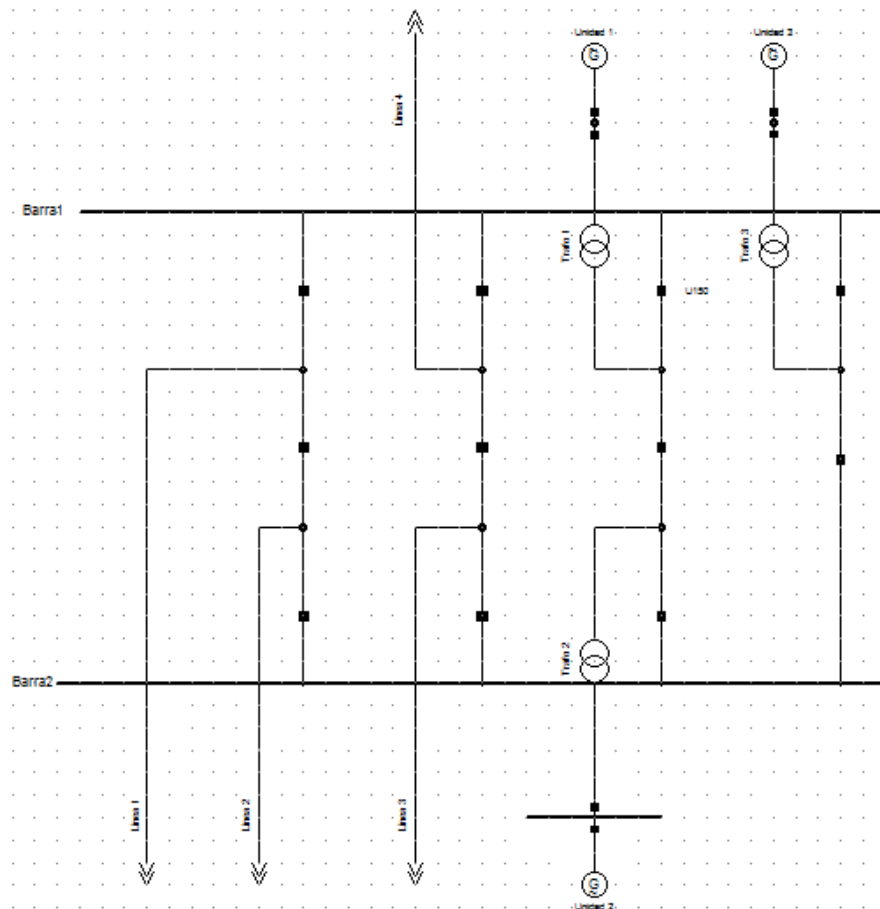 Unidad 1
Unidad 3
G
G
Linea 4
Barra1
Trafo 1
Trafo 3
U150
Trafo 2
Barra2
Linea 1
Linea 2
Linea 3
G
Unidad 2